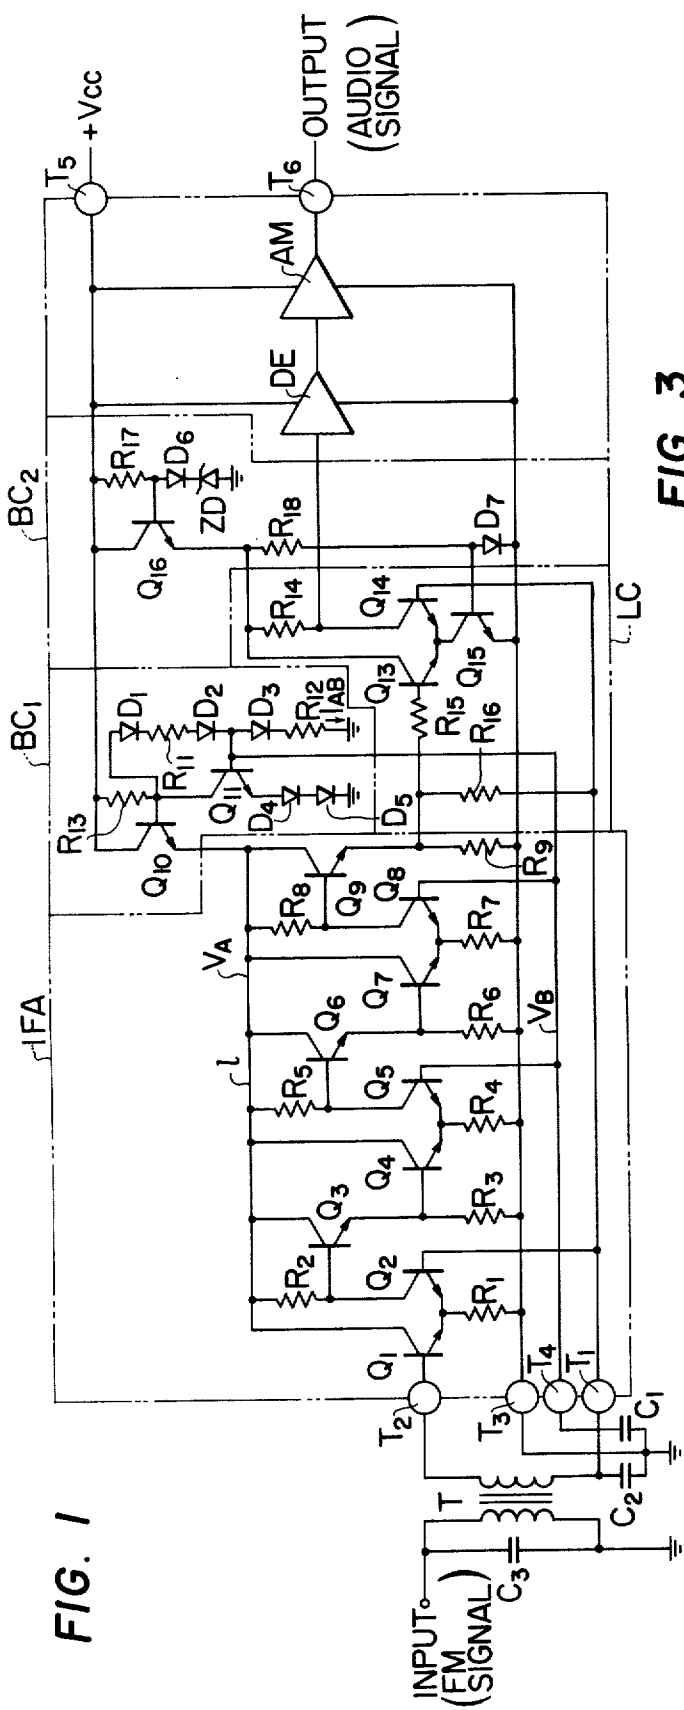 FIG. 1
FIG. 3
IFA
BC1
BC2
LC
T5
+Vcc
T6
OUTPUT
(AUDIO
SIGNAL)
AM
DE
R17
D6
ZD
Q16
R18
D7
R14
Q14
Q13
Q15
R15
R16
D1
R11
D2
D3
R12
IAB
R13
Q10
Q11
D4
D5
VA
l
R8
Q9
Q8
R9
R7
Q7
Q6
R6
VB
R5
Q5
R4
Q4
Q3
R3
R2
Q2
R1
Q1
T2
T3
T4
T1
C1
C2
T
C3
INPUT
(FM
SIGNAL)